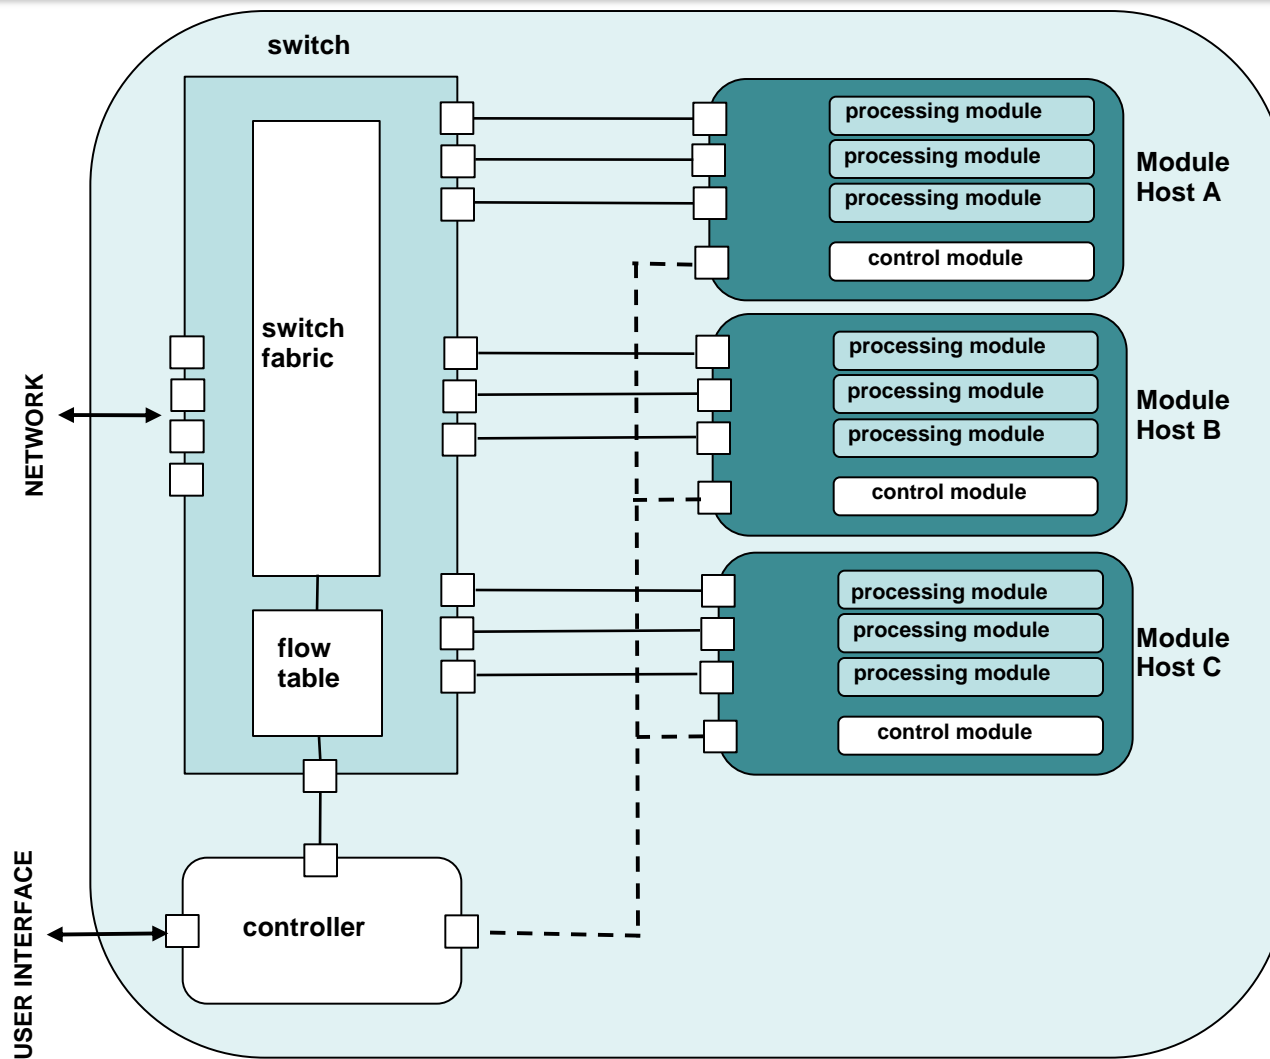 switch
processing module
processing module
processing module
control module
Module
Host A
switch
fabric
NETWORK
processing module
processing module
processing module
control module
Module
Host B
flow
table
processing module
processing module
processing module
control module
Module
Host C
USER INTERFACE
controller